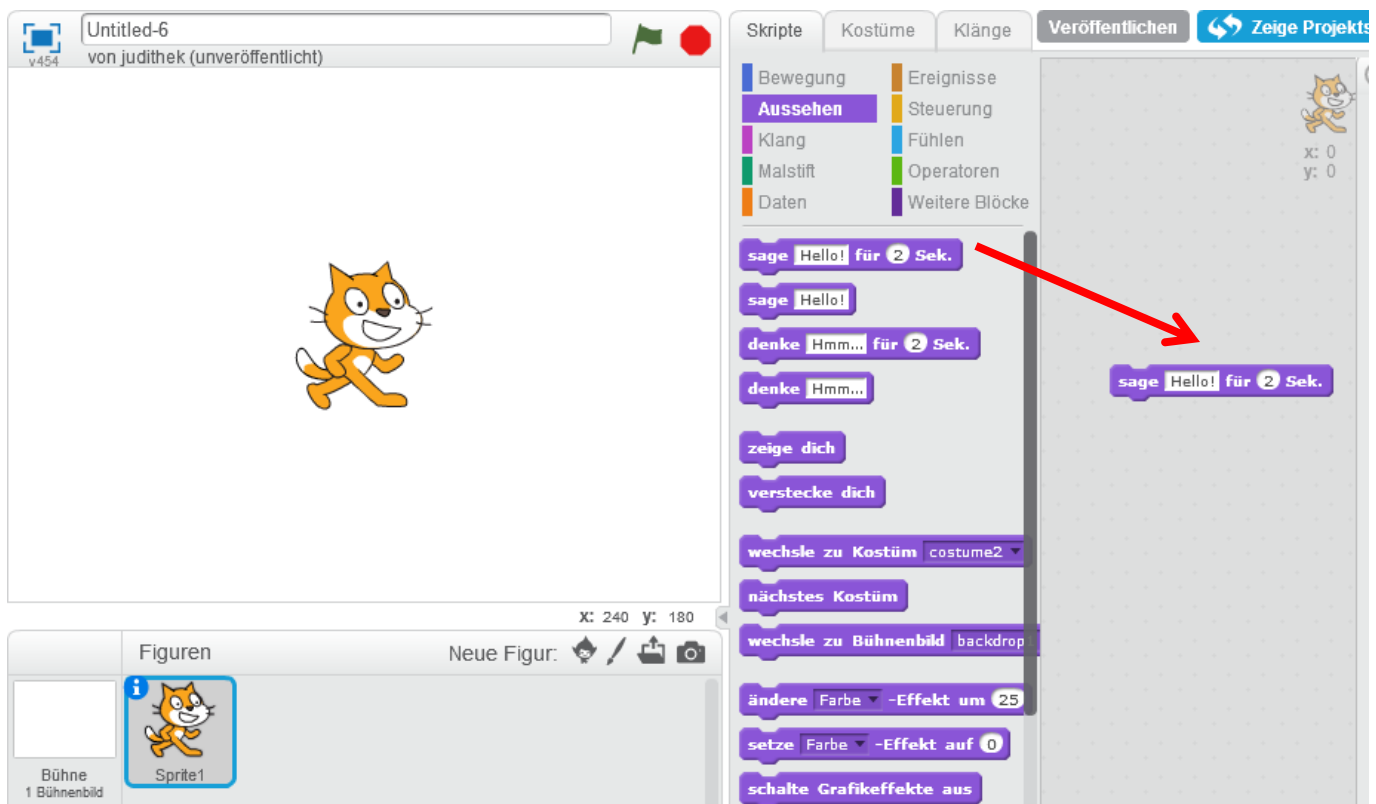 Untitled-6
v454
von judithek (unveröffentlicht)
X: 240 y: 180
Figuren
Neue Figur:
Bühne
1 Bühnenbild
Sprite1
Skripte
Kostüme
Klänge
Veröffentlichen
Zeige Projekts
Bewegung
Ereignisse
Aussehen
Steuerung
Klang
Fühlen
Malstift
Operatoren
Daten
Weitere Blöcke
sage Hello! für 2 Sek.
sage Hello!
denke Hmm... für 2 Sek.
denke Hmm...
zeige dich
verstecke dich
wechsle zu Kostüm costume2
nächstes Kostüm
wechsle zu Bühnenbild backdrop1
ändere Farbe -Effekt um 25
setze Farbe -Effekt auf 0
schalte Grafikeffekte aus
x: 0
y: 0
sage Hello! für 2 Sek.